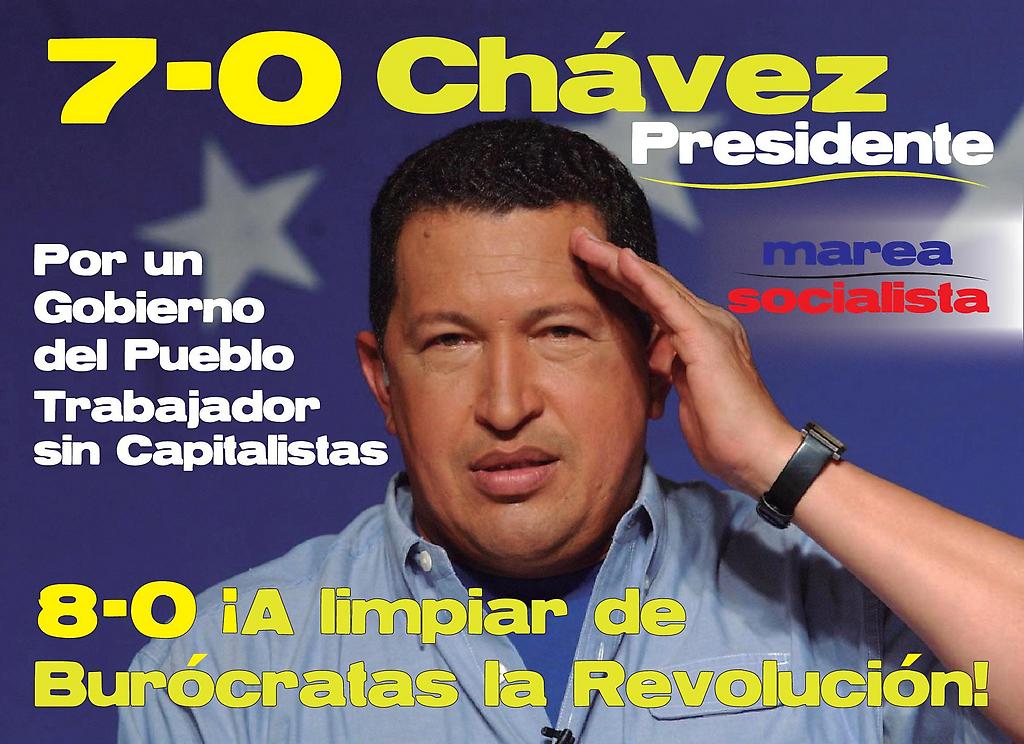 7-O Chávez
Presidente
marea
socialista
Por un
Gobierno
del Pueblo
Trabajador
sin Capitalistas
8-O ¡A limpiar de
Burócratas la Revolución!